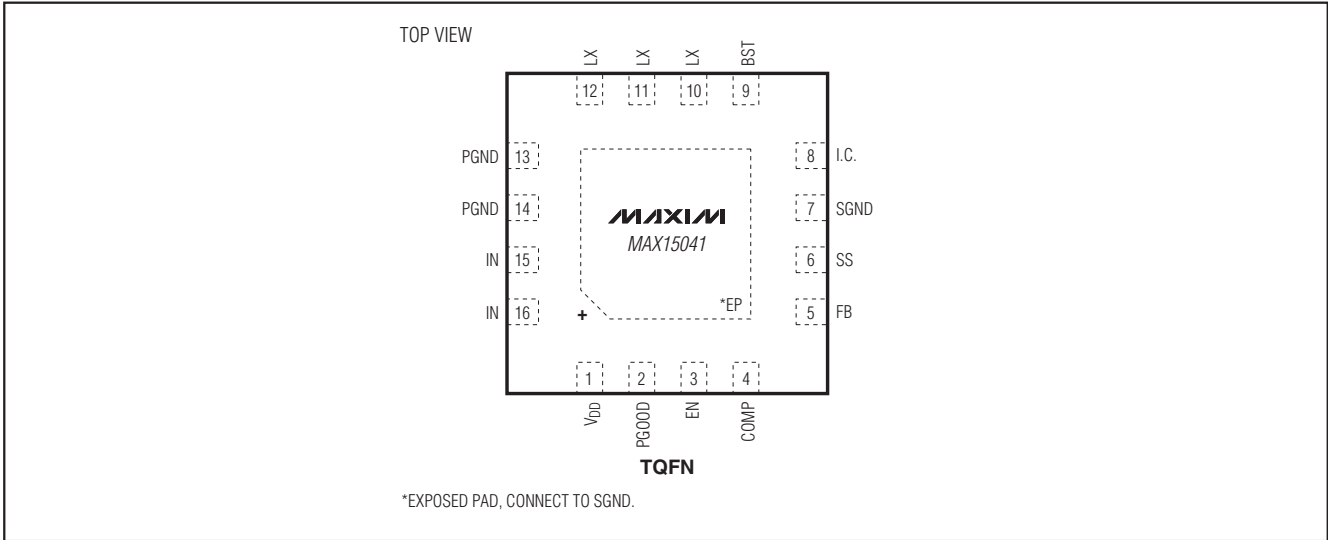 TOP VIEW
LX LX LX BST
12 11 10 9
PGND 13
8 I.C.
PGND 14
7 SGND
IN 15
6 SS
IN 16
5 FB
MAXIM
MAX15041
*EP
+
1 2 3 4
VDD PGOOD EN COMP
TQFN
*EXPOSED PAD, CONNECT TO SGND.